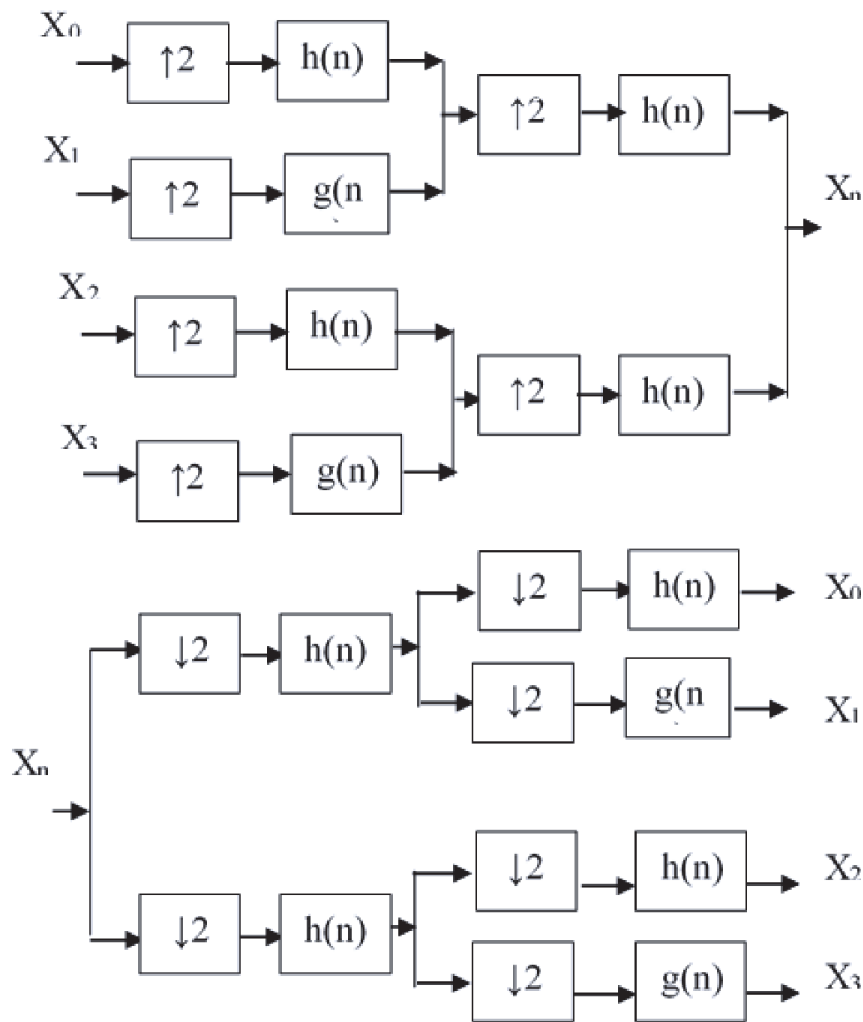 X₀
↑2
h(n)
↑2
h(n)
X₁
↑2
g(n
Xₙ
X₂
↑2
h(n)
↑2
h(n)
X₃
↑2
g(n)
↓2
h(n)
X₀
↓2
h(n)
↓2
g(n
X₁
Xₙ
↓2
h(n)
X₂
↓2
h(n)
↓2
g(n)
X₃